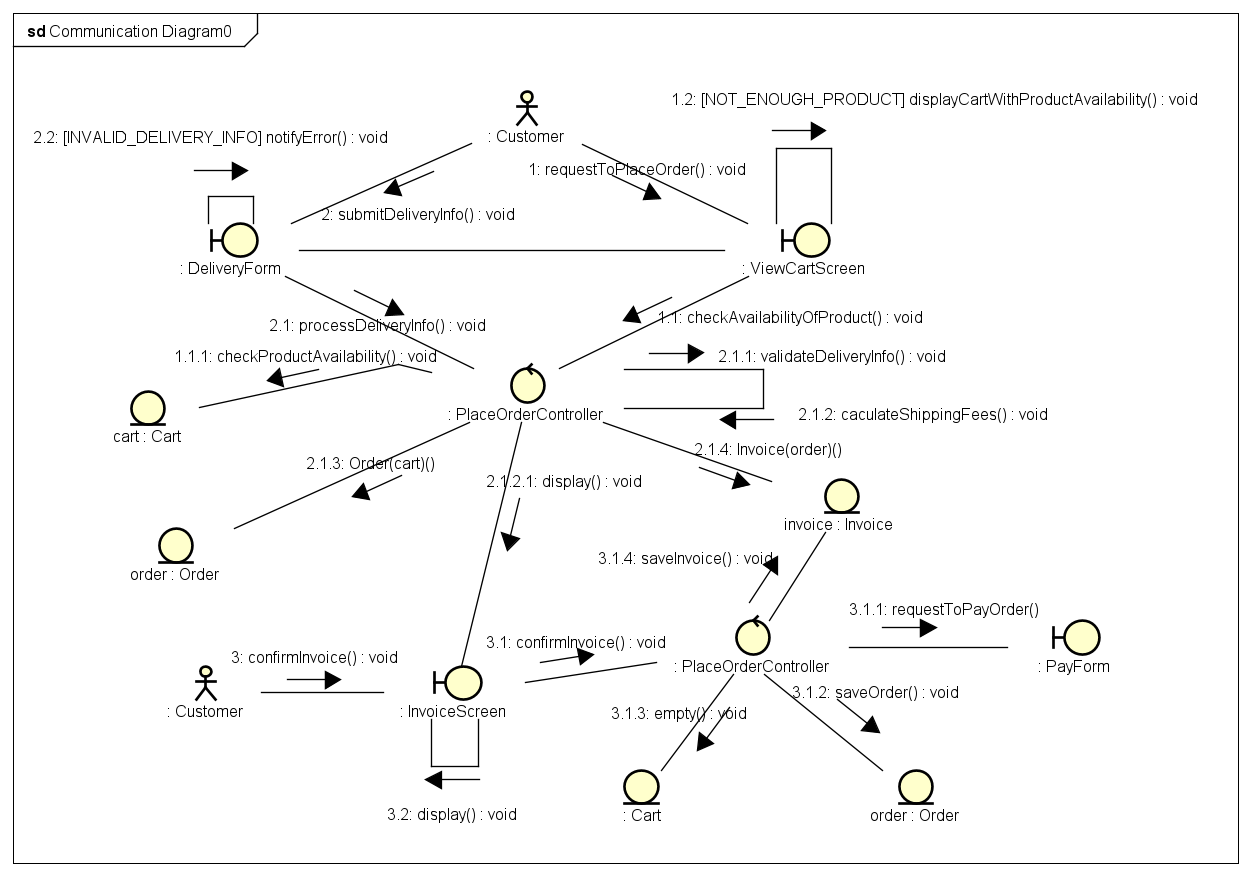 sd Communication Diagram0
1.2: [NOT_ENOUGH_PRODUCT] displayCartWithProductAvailability() : void
2.2: [INVALID_DELIVERY_INFO] notifyError() : void
: Customer
1: requestToPlaceOrder() : void
2: submitDeliveryInfo() : void
: DeliveryForm
: ViewCartScreen
2.1: processDeliveryInfo() : void
1.1: checkAvailabilityOfProduct() : void
1.1.1: checkProductAvailability() : void
2.1.1: validateDeliveryInfo() : void
: PlaceOrderController
2.1.2: caculateShippingFees() : void
cart : Cart
2.1.4: Invoice(order)()
2.1.3: Order(cart)()
2.1.2.1: display() : void
invoice : Invoice
3.1.4: saveInvoice() : void
order : Order
3.1.1: requestToPayOrder()
3.1: confirmInvoice() : void
3: confirmInvoice() : void
: PlaceOrderController
: PayForm
3.1.2: saveOrder() : void
: Customer
: InvoiceScreen
3.1.3: empty() : void
3.2: display() : void
: Cart
order : Order